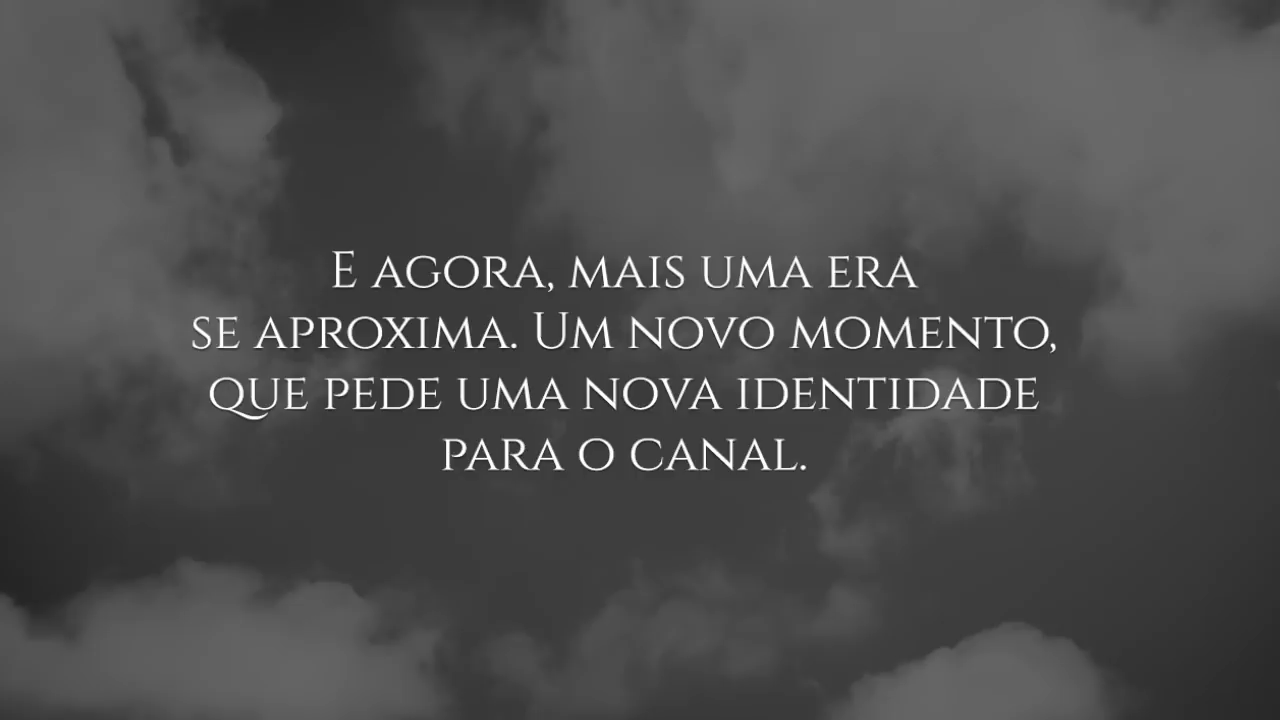 E agora, mais uma era
se aproxima. Um novo momento,
que pede uma nova identidade
para o canal.